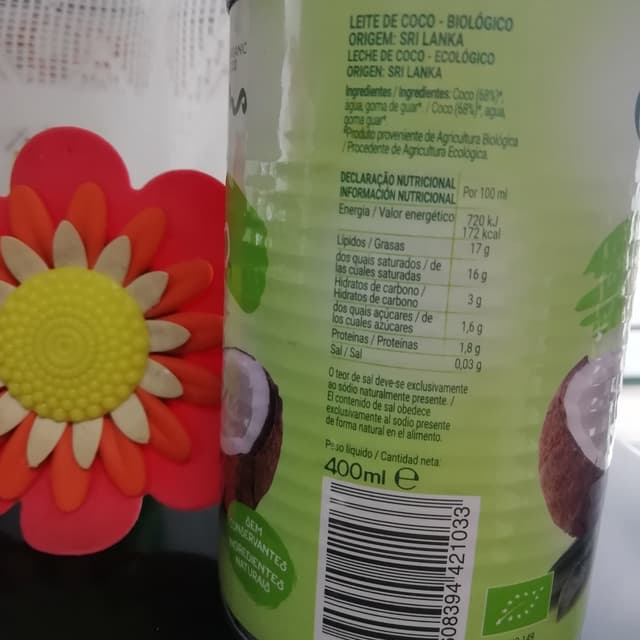 LEITE DE COCO - BIOLÓGICO
ORIGEM: SRI LANKA
LECHE DE COCO - ECOLÓGICO
ORIGEN: SRI LANKA
Ingredientes / Ingredientes: Coco (68%)*,
agua, goma de guar*. / Coco (68%)*, agua,
goma guar*.
*Produto proveniente de Agricultura Biológica
/ Procedente de Agricultura Ecológica.
DECLARAÇÃO NUTRICIONAL
INFORMACIÓN NUTRICIONAL Por 100 ml
Energia / Valor energético 720 kJ
172 kcal
Lípidos / Grasas 17 g
dos quais saturados / de
las cuales saturadas 16 g
Hidratos de carbono /
Hidratos de carbono 3 g
dos quais açúcares / de
los cuales azúcares 1,6 g
Proteínas / Proteínas 1,8 g
Sal / Sal 0,03 g
O teor de sal deve-se exclusivamente
ao sódio naturalmente presente. /
El contenido de sal obedece
exclusivamente al sodio presente
de forma natural en el alimento.
Peso líquido / Cantidad neta:
400ml e
SEM
CONSERVANTES
INGREDIENTES
NATURAIS
608394421033